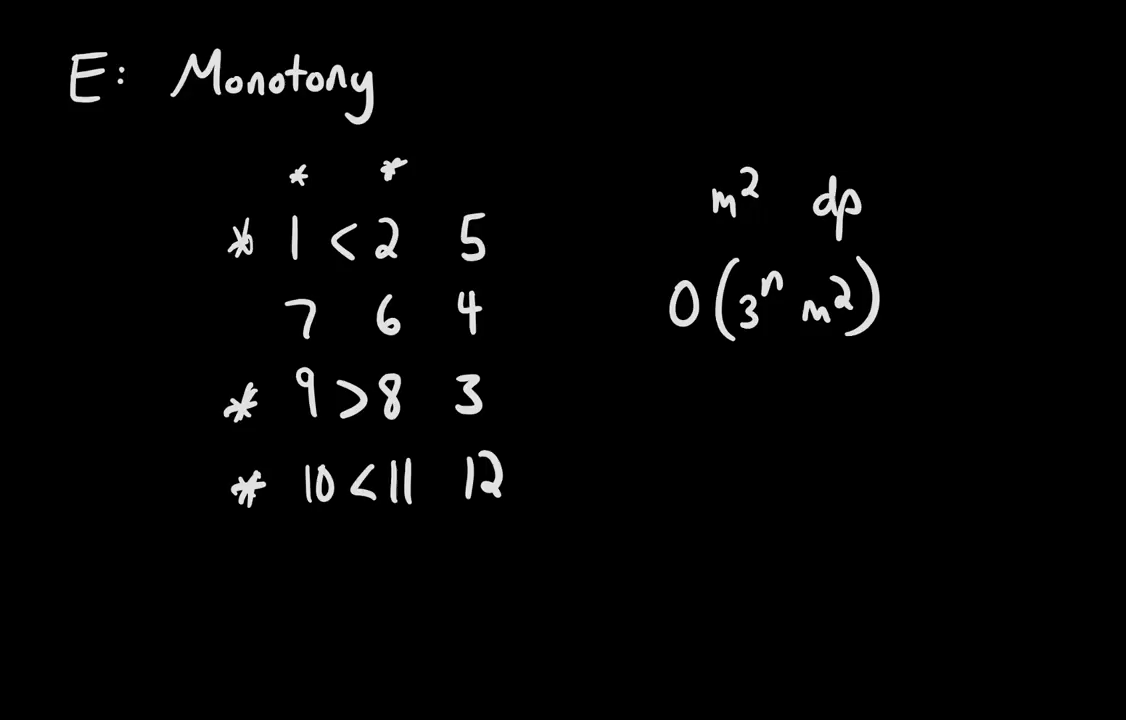 E: Monotony
* *
* 1 < 2 5
7 6 4
* 9 > 8 3
* 10 < 11 12
m² dp
O(3ⁿ m²)